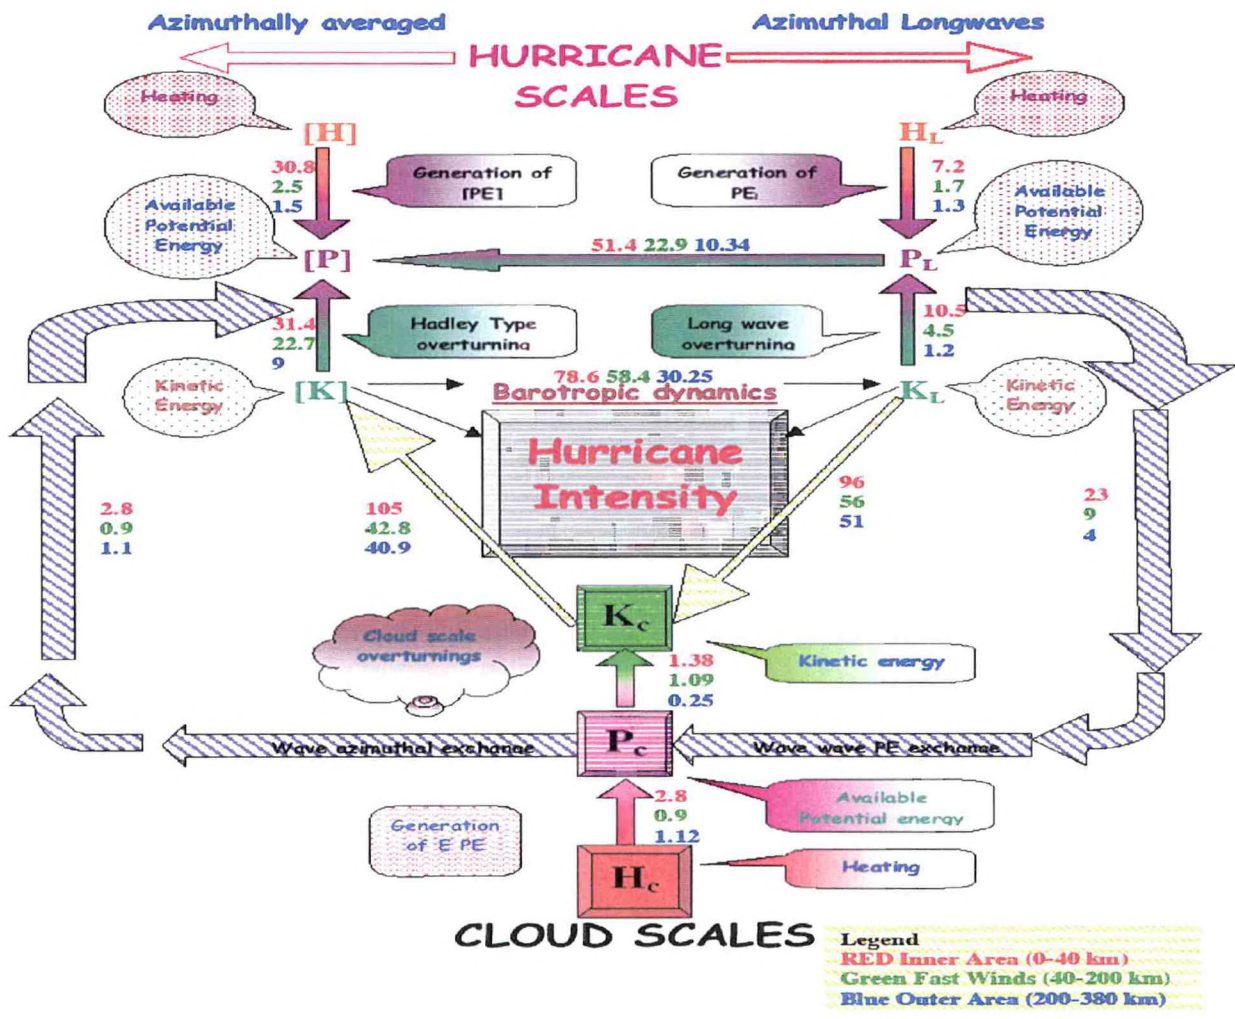 Azimuthally averaged
Azimuthal Longwaves
HURRICANE
SCALES
Heating
Heating
[H]
H_L
30.8
2.5
1.5
Generation of
[PE]
Generation of
PE_L
7.2
1.7
1.3
Available
Potential
Energy
Available
Potential
Energy
[P]
51.4 22.9 10.34
P_L
31.4
22.7
9
Hadley Type
overturning
Long wave
overturning
10.5
4.5
1.2
Kinetic
Energy
[K]
78.6 58.4 30.25
Barotropic dynamics
K_L
Kinetic
Energy
Hurricane
Intensity
2.8
0.9
1.1
105
42.8
40.9
96
56
51
23
9
4
K_c
Cloud scale
overturnings
1.38
1.09
0.25
Kinetic energy
Wave azimuthal exchange
P_c
Wave wave PE exchange
Generation
of E PE
2.8
0.9
1.12
Available
Potential energy
H_c
Heating
CLOUD SCALES
Legend
RED Inner Area (0-40 km)
Green Fast Winds (40-200 km)
Blue Outer Area (200-380 km)